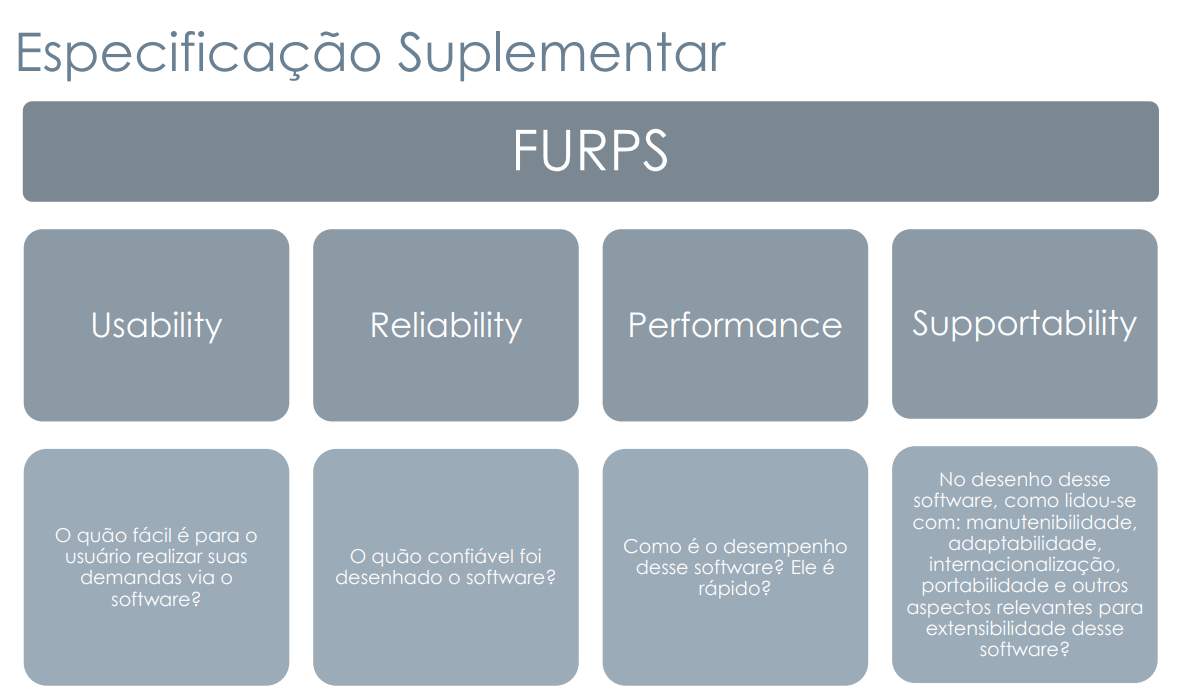 Especificação Suplementar
FURPS
Usability
Reliability
Performance
Supportability
O quão fácil é para o
usuário realizar suas
demandas via o
software?
O quão confiável foi
desenhado o software?
Como é o desempenho
desse software? Ele é
rápido?
No desenho desse
software, como lidou-se
com: manutenibilidade,
adaptabilidade,
internacionalização,
portabilidade e outros
aspectos relevantes para
extensibilidade desse
software?